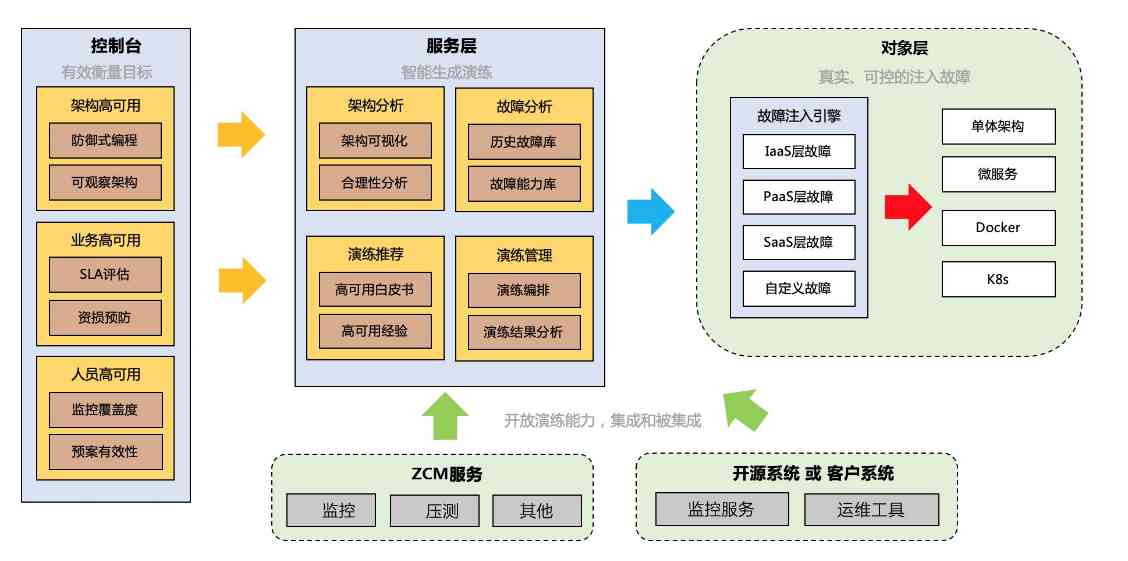 控制台
有效衡量目标
架构高可用
防御式编程
可观察架构
业务高可用
SLA评估
资损预防
人员高可用
监控覆盖度
预案有效性
服务层
智能生成演练
架构分析
架构可视化
合理性分析
故障分析
历史故障库
故障能力库
演练推荐
高可用白皮书
高可用经验
演练管理
演练编排
演练结果分析
对象层
真实、可控的注入故障
故障注入引擎
IaaS层故障
PaaS层故障
SaaS层故障
自定义故障
单体架构
微服务
Docker
K8s
开放演练能力，集成和被集成
ZCM服务
监控
压测
其他
开源系统 或 客户系统
监控服务
运维工具